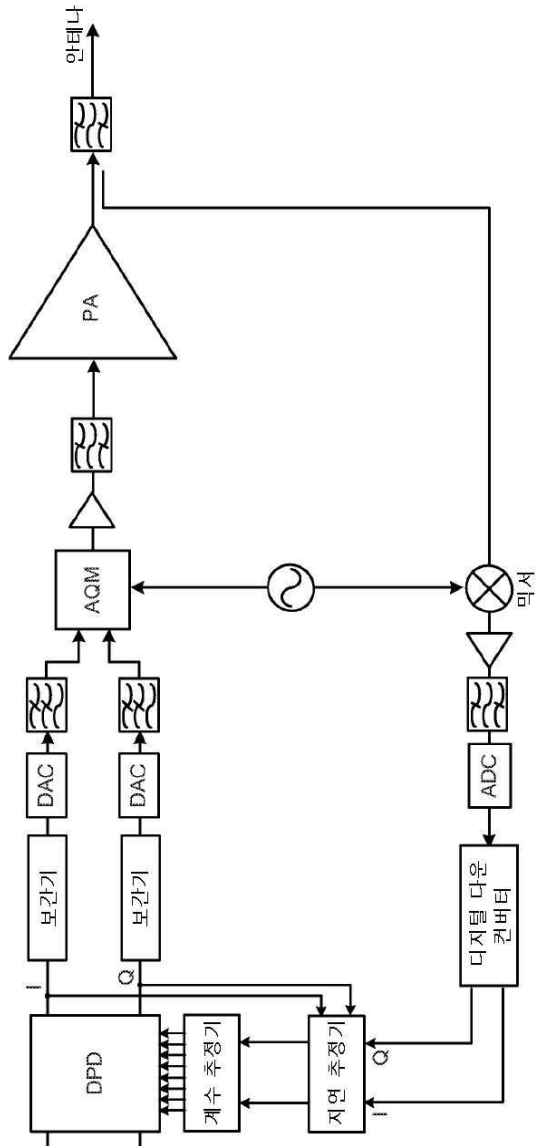 안테나
PA
AQM
DAC
DAC
보간기
보간기
I
Q
DPD
계수 추정기
지연 추정기
Q
I
디지털 다운
컨버터
ADC
믹서